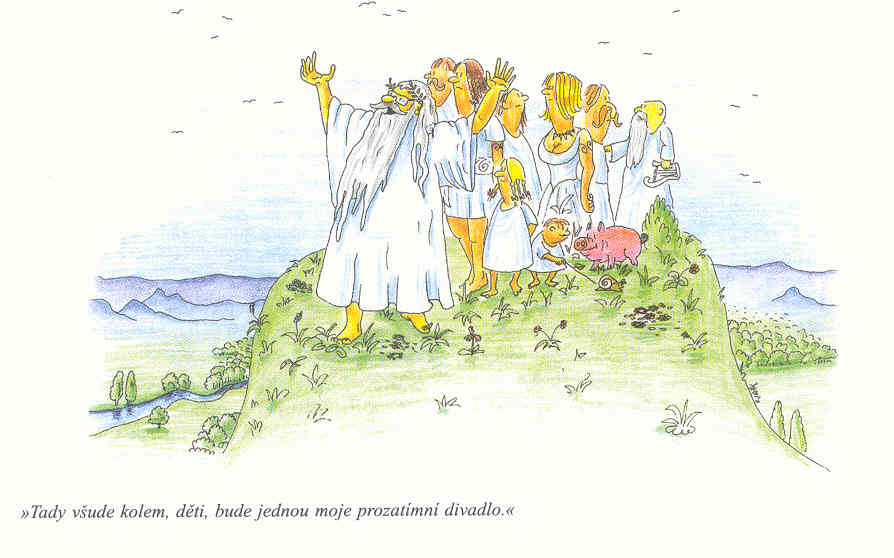 »Tady všude kolem, děti, bude jednou moje prozatímní divadlo.«